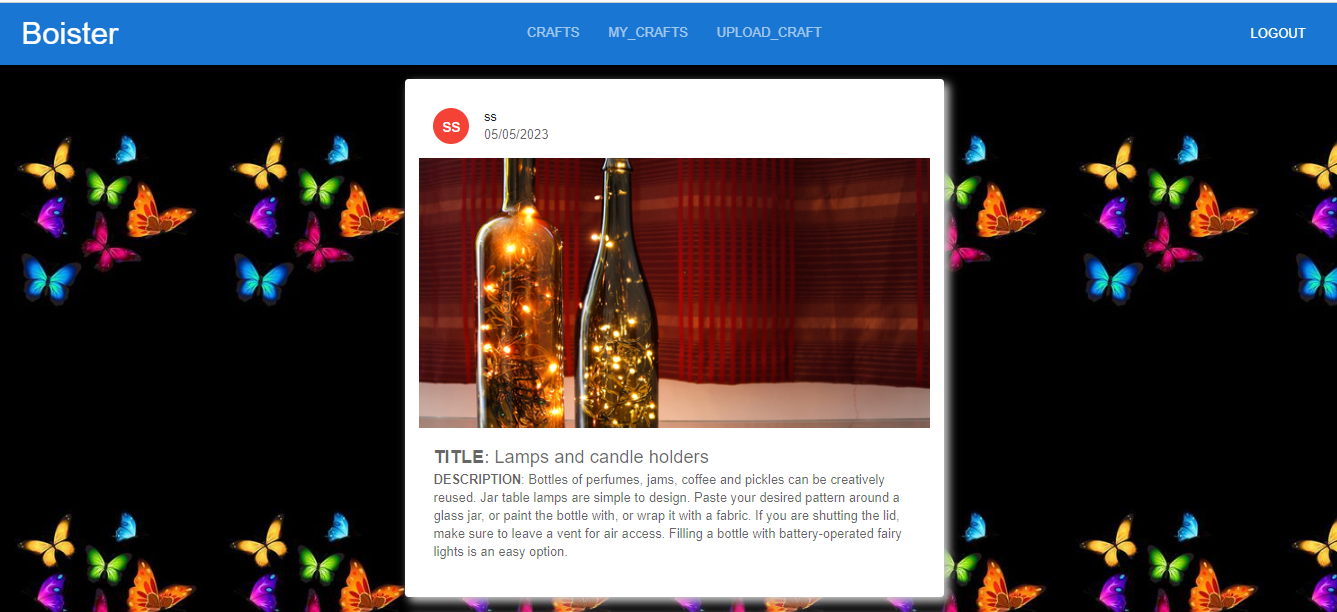 Boister
CRAFTS MY_CRAFTS UPLOAD_CRAFT
LOGOUT
SS
ss
05/05/2023
TITLE: Lamps and candle holders
DESCRIPTION: Bottles of perfumes, jams, coffee and pickles can be creatively
reused. Jar table lamps are simple to design. Paste your desired pattern around a
glass jar, or paint the bottle with, or wrap it with a fabric. If you are shutting the lid,
make sure to leave a vent for air access. Filling a bottle with battery-operated fairy
lights is an easy option.